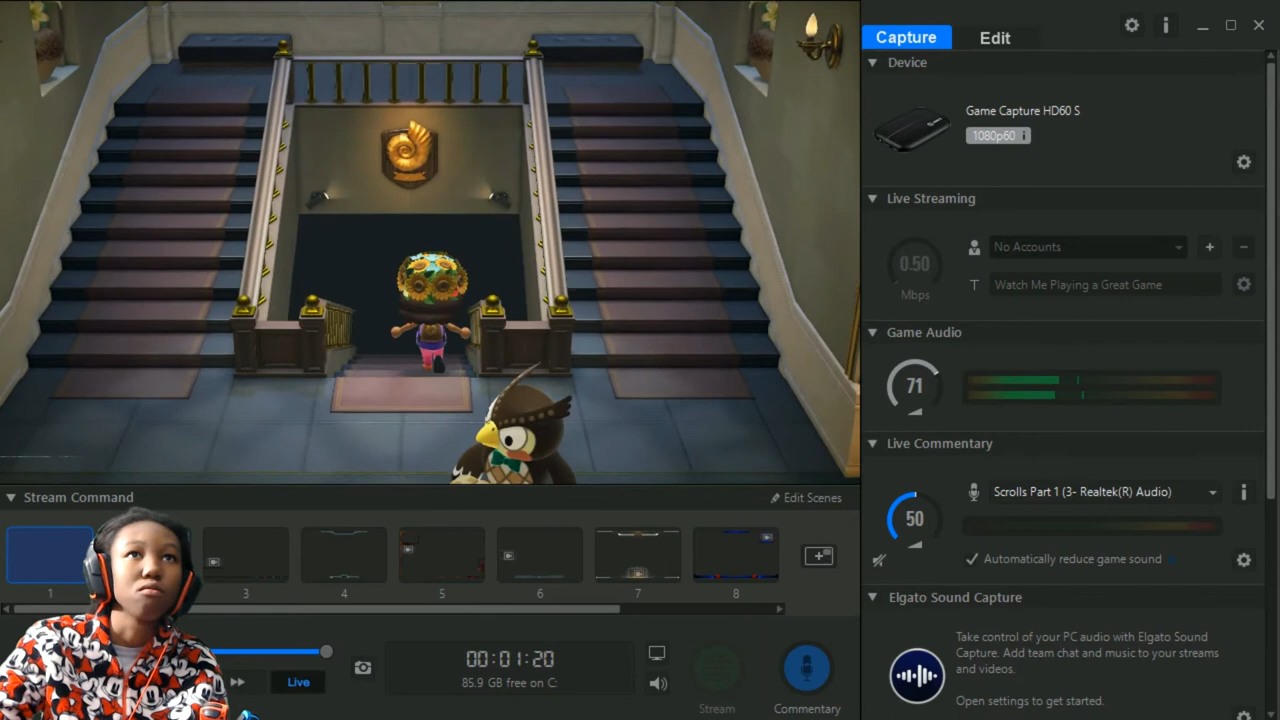 Capture
Edit
Device
Game Capture HD60 S
1080p60 i
Live Streaming
No Accounts
0.50
Mbps
T Watch Me Playing a Great Game
Game Audio
71
Live Commentary
Scrolls Part 1 (3- Realtek(R) Audio)
50
Automatically reduce game sound
Elgato Sound Capture
Take control of your PC audio with Elgato Sound
Capture. Add team chat and music to your streams
and videos.
Open settings to get started.
Stream Command
Edit Scenes
1 3 4 5 6 7 8
Live
00:01:20
85.9 GB free on C:
Stream
Commentary